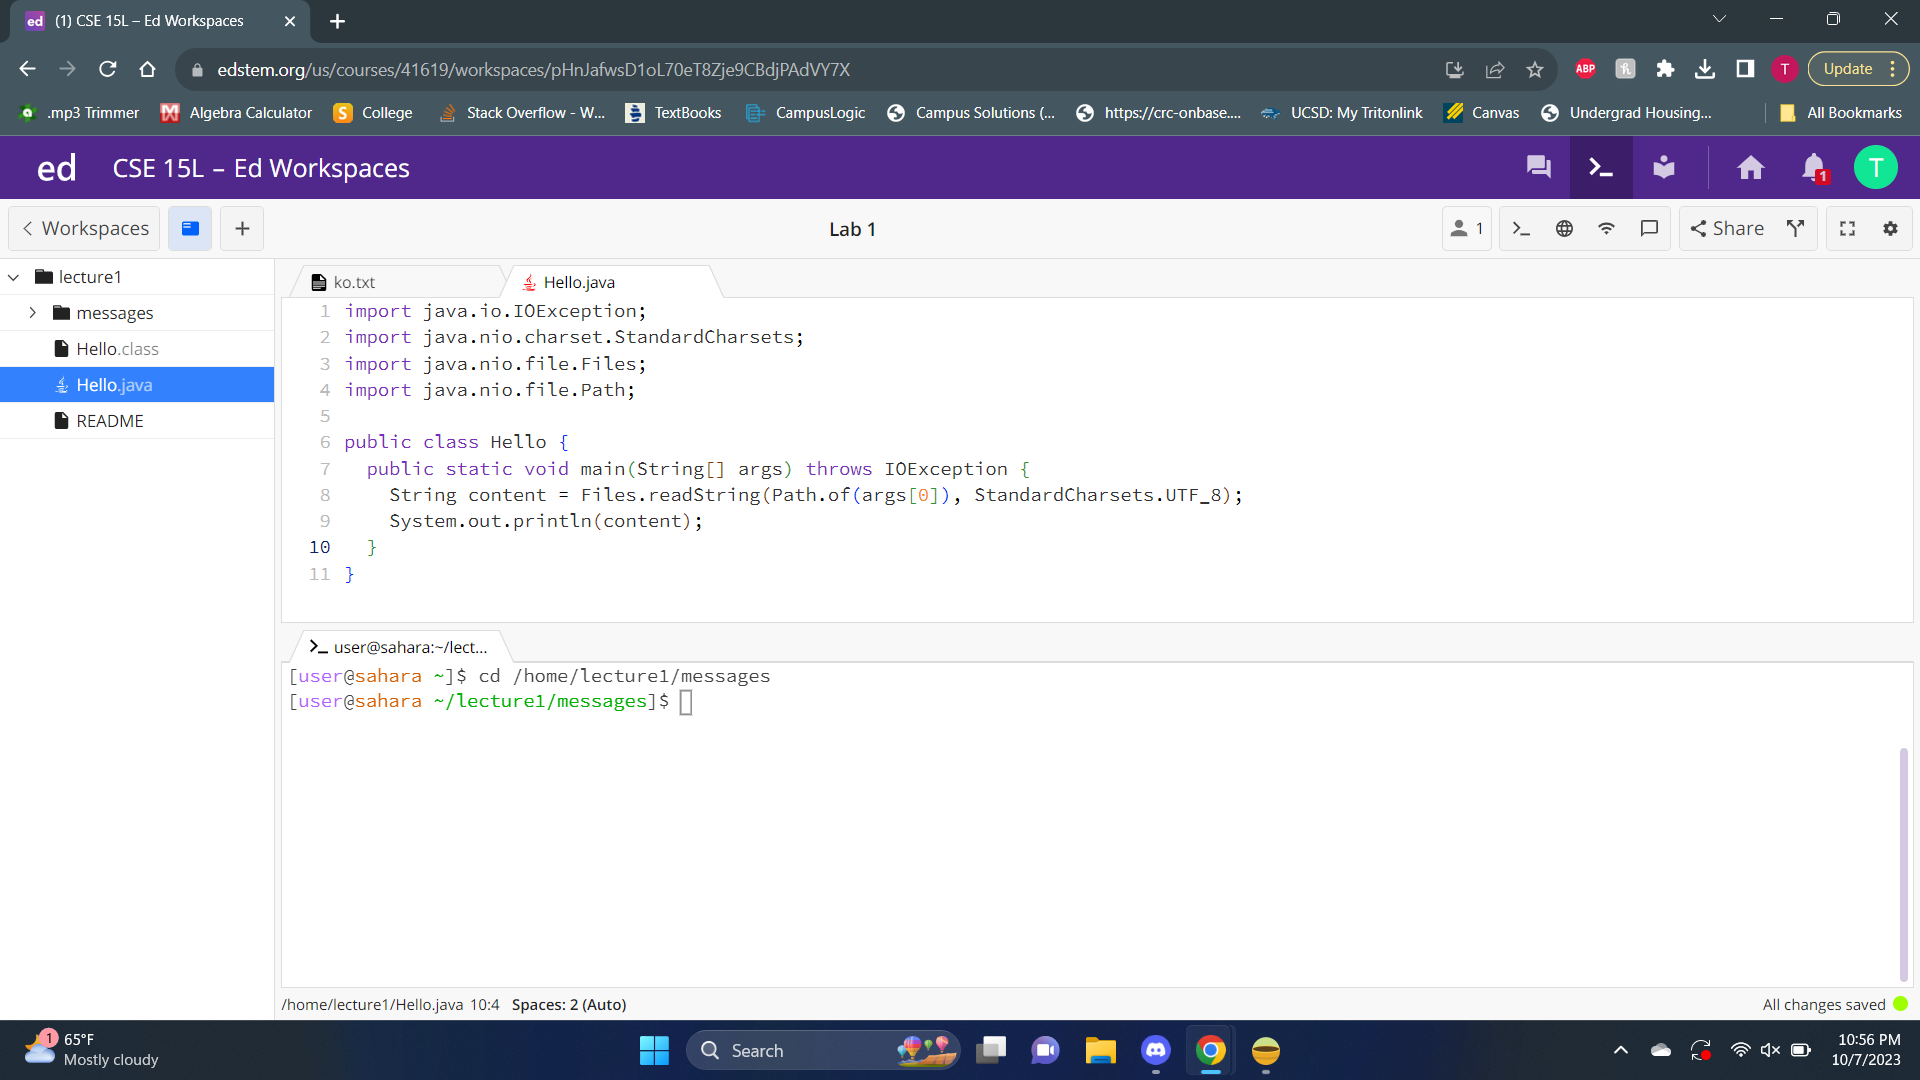 ed (1) CSE 15L – Ed Workspaces
edstem.org/us/courses/41619/workspaces/pHnJafwsD1oL70eT8Zje9CBdjPAdVY7X
ABP
T
Update
.mp3 Trimmer
Algebra Calculator
S College
Stack Overflow - W...
TextBooks
CampusLogic
Campus Solutions (...
https://crc-onbase....
UCSD: My Tritonlink
Canvas
Undergrad Housing...
All Bookmarks
ed CSE 15L – Ed Workspaces
1
T
Workspaces
Lab 1
1
Share
lecture1
messages
Hello.class
Hello.java
README
ko.txt
Hello.java
1 import java.io.IOException;
2 import java.nio.charset.StandardCharsets;
3 import java.nio.file.Files;
4 import java.nio.file.Path;
5
6 public class Hello {
7 public static void main(String[] args) throws IOException {
8 String content = Files.readString(Path.of(args[0]), StandardCharsets.UTF_8);
9 System.out.println(content);
10 }
11 }
user@sahara:~/lect...
[user@sahara ~]$ cd /home/lecture1/messages
[user@sahara ~/lecture1/messages]$
/home/lecture1/Hello.java 10:4 Spaces: 2 (Auto)
All changes saved
1
65°F
Mostly cloudy
Search
10:56 PM
10/7/2023